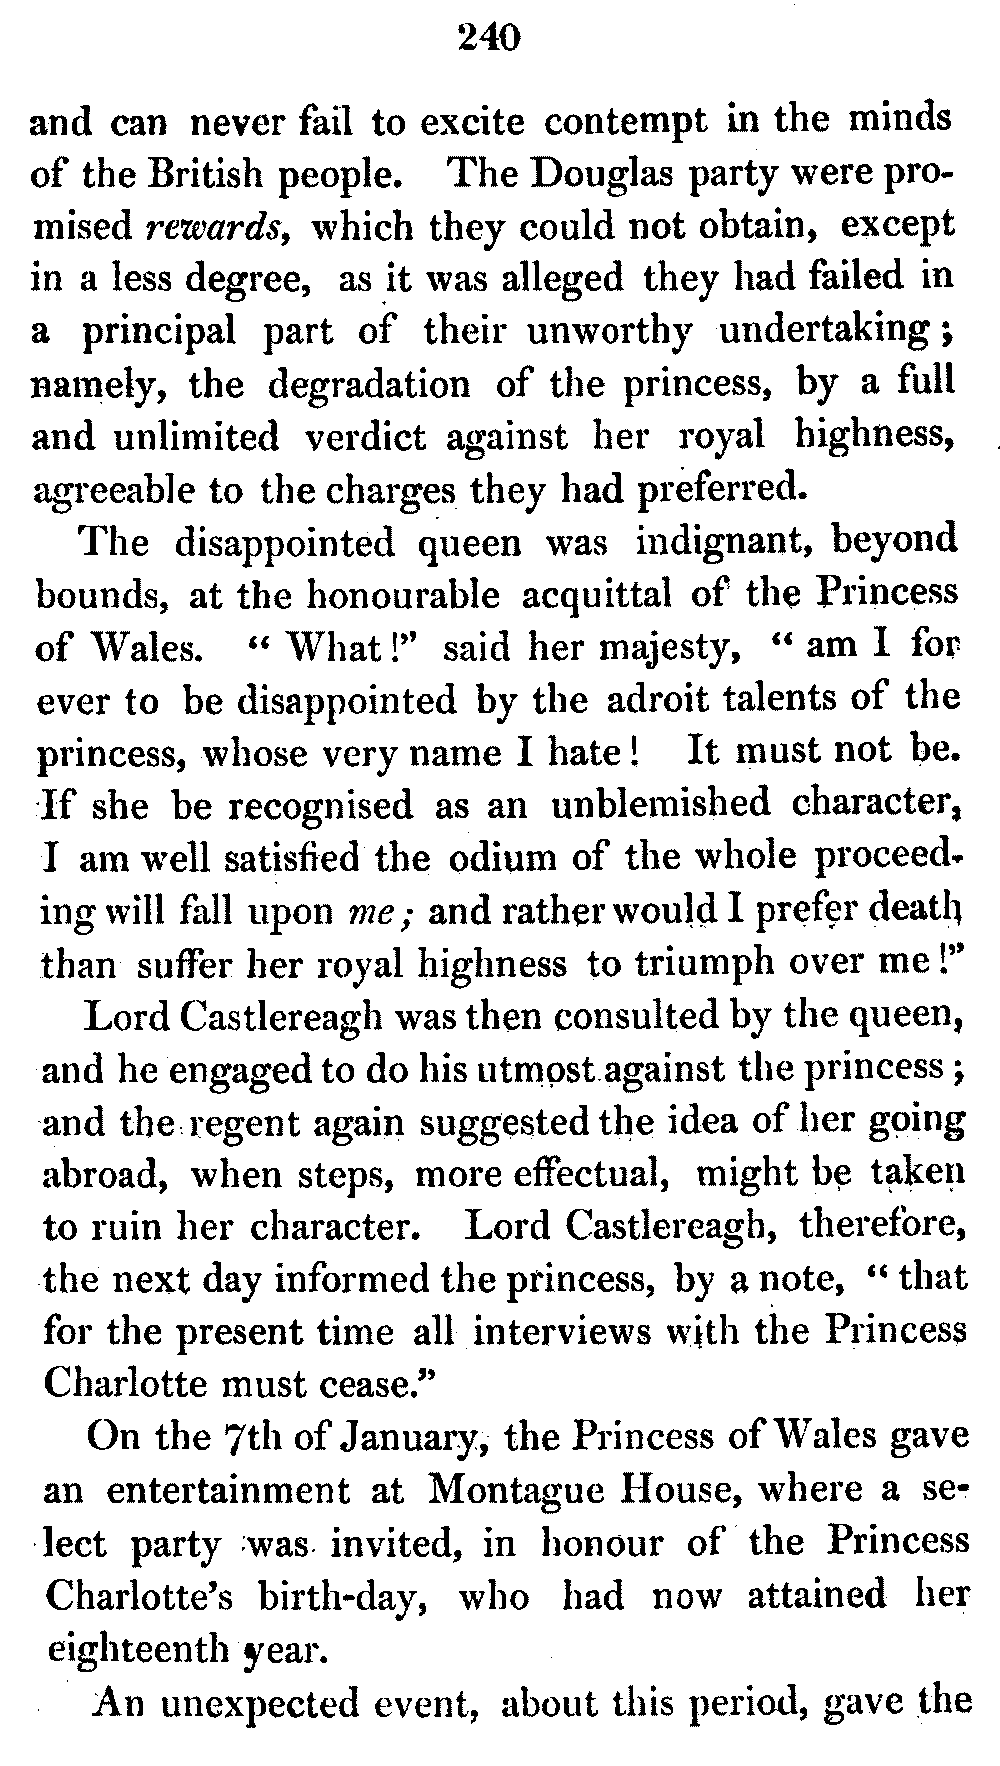 240
and can never fail to excite contempt in the minds
of the British people. The Douglas party were pro-
mised rewards, which they could not obtain, except
in a less degree, as it was alleged they had failed in
a principal part of their unworthy undertaking;
namely, the degradation of the princess, by a full
and unlimited verdict against her royal highness,
agreeable to the charges they had preferred.
The disappointed queen was indignant, beyond
bounds, at the honourable acquittal of the Princess
of Wales. “ What!” said her majesty, “ am I for
ever to be disappointed by the adroit talents of the
princess, whose very name I hate! It must not be.
If she be recognised as an unblemished character,
I am well satisfied the odium of the whole proceed-
ing will fall upon me; and rather would I prefer death
than suffer her royal highness to triumph over me!”
Lord Castlereagh was then consulted by the queen,
and he engaged to do his utmost against the princess;
and the regent again suggested the idea of her going
abroad, when steps, more effectual, might be taken
to ruin her character. Lord Castlereagh, therefore,
the next day informed the princess, by a note, “ that
for the present time all interviews with the Princess
Charlotte must cease.”
On the 7th of January, the Princess of Wales gave
an entertainment at Montague House, where a se-
lect party was invited, in honour of the Princess
Charlotte’s birth-day, who had now attained her
eighteenth year.
An unexpected event, about this period, gave the